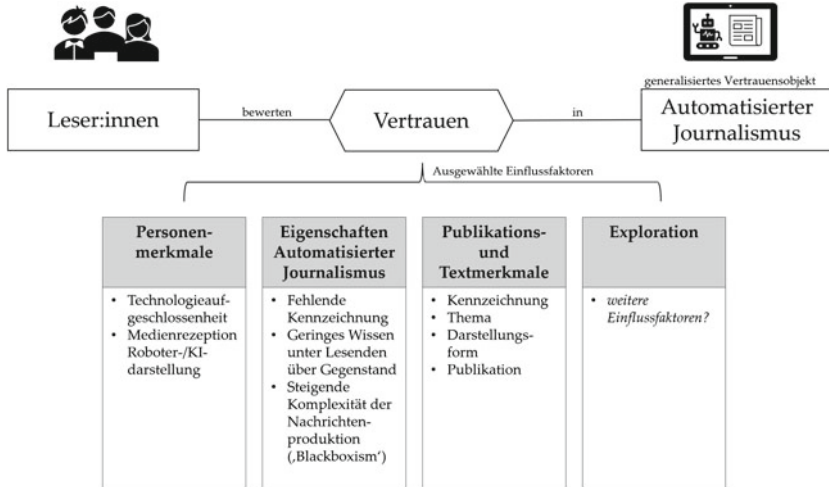 generalisiertes Vertrauensobjekt
Leser:innen
bewerten
Vertrauen
in
Automatisierter
Journalismus
Ausgewählte Einflussfaktoren
Personen-
merkmale
• Technologieauf-
geschlossenheit
• Medienrezeption
Roboter-/KI-
darstellung
Eigenschaften
Automatisierter
Journalismus
• Fehlende
Kennzeichnung
• Geringes Wissen
unter Lesenden
über Gegenstand
• Steigende
Komplexität der
Nachrichten-
produktion
(‚Blackboxism‘)
Publikations-
und
Textmerkmale
• Kennzeichnung
• Thema
• Darstellungs-
form
• Publikation
Exploration
• weitere
Einflussfaktoren?